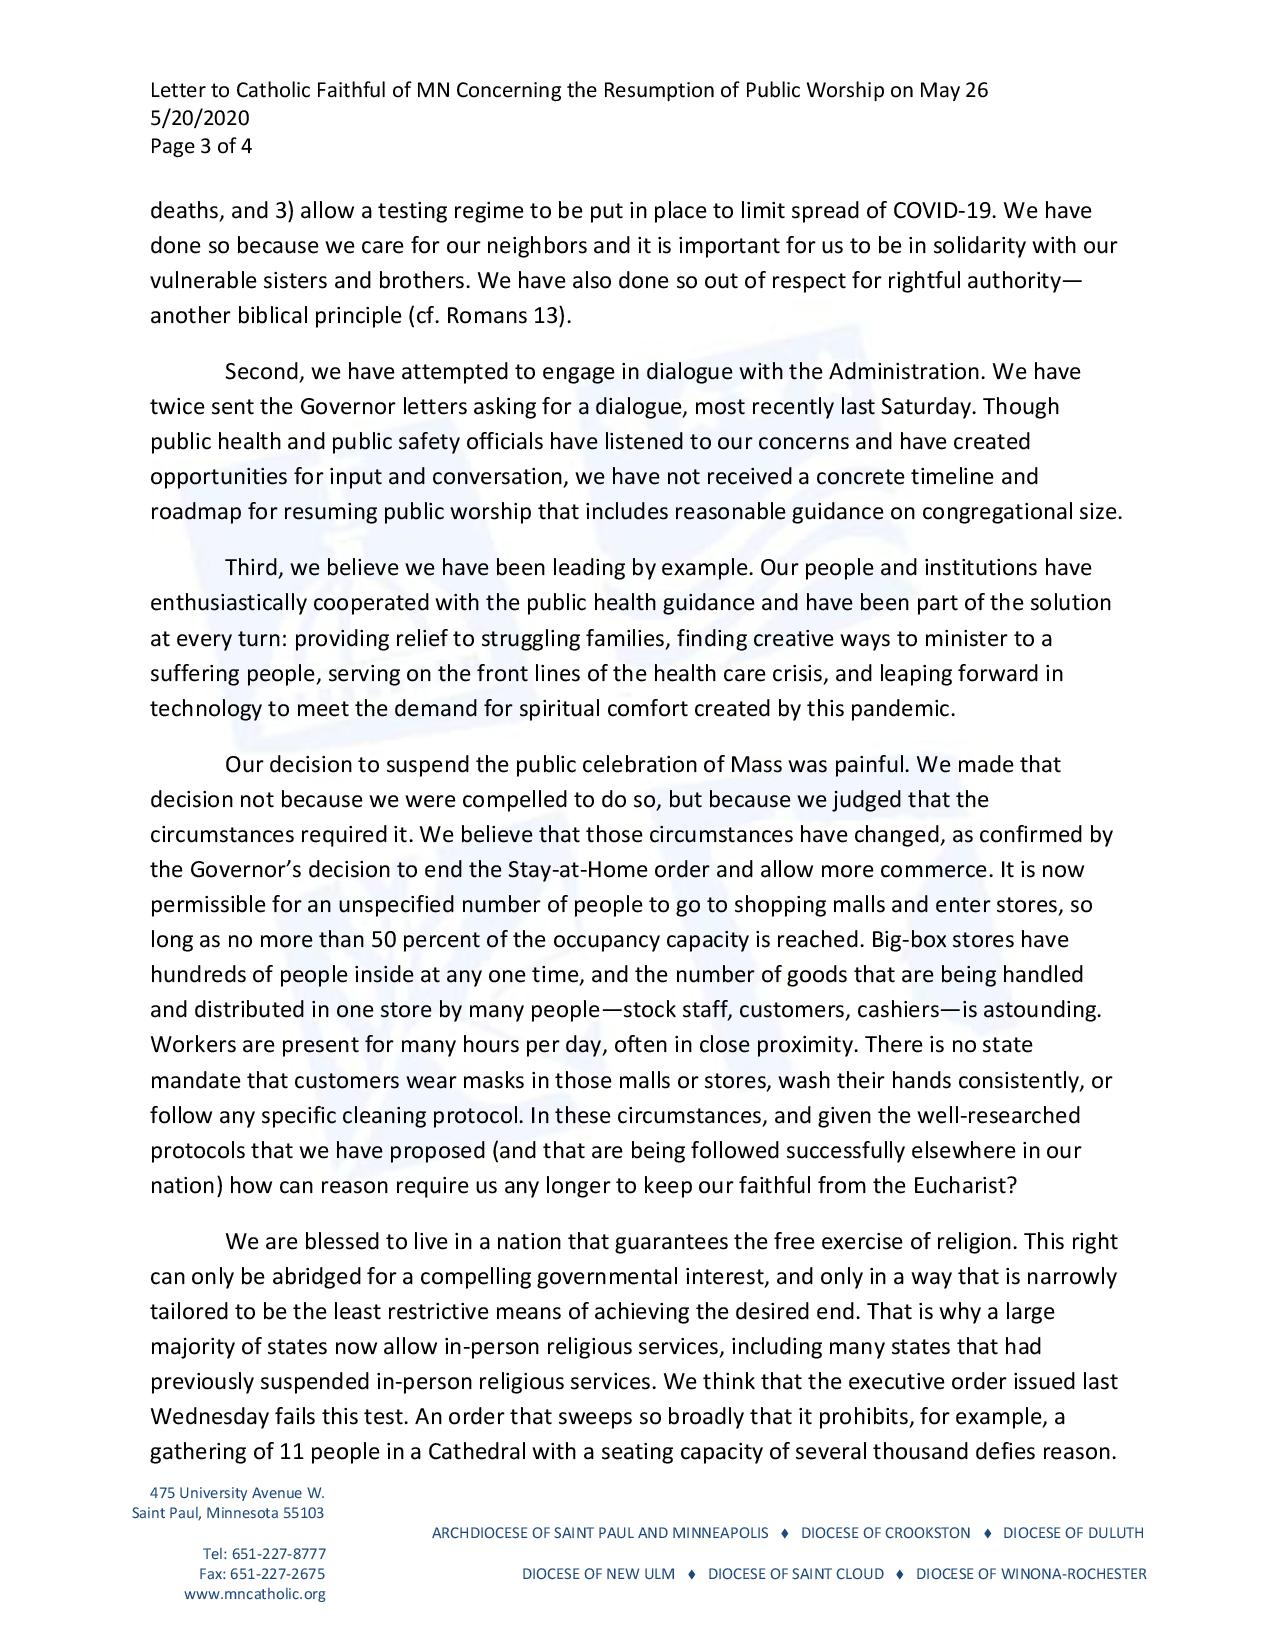 Letter to Catholic Faithful of MN Concerning the Resumption of Public Worship on May 26
5/20/2020
Page 3 of 4
deaths, and 3) allow a testing regime to be put in place to limit spread of COVID-19. We have
done so because we care for our neighbors and it is important for us to be in solidarity with our
vulnerable sisters and brothers. We have also done so out of respect for rightful authority—
another biblical principle (cf. Romans 13).
Second, we have attempted to engage in dialogue with the Administration. We have
twice sent the Governor letters asking for a dialogue, most recently last Saturday. Though
public health and public safety officials have listened to our concerns and have created
opportunities for input and conversation, we have not received a concrete timeline and
roadmap for resuming public worship that includes reasonable guidance on congregational size.
Third, we believe we have been leading by example. Our people and institutions have
enthusiastically cooperated with the public health guidance and have been part of the solution
at every turn: providing relief to struggling families, finding creative ways to minister to a
suffering people, serving on the front lines of the health care crisis, and leaping forward in
technology to meet the demand for spiritual comfort created by this pandemic.
Our decision to suspend the public celebration of Mass was painful. We made that
decision not because we were compelled to do so, but because we judged that the
circumstances required it. We believe that those circumstances have changed, as confirmed by
the Governor’s decision to end the Stay-at-Home order and allow more commerce. It is now
permissible for an unspecified number of people to go to shopping malls and enter stores, so
long as no more than 50 percent of the occupancy capacity is reached. Big-box stores have
hundreds of people inside at any one time, and the number of goods that are being handled
and distributed in one store by many people—stock staff, customers, cashiers—is astounding.
Workers are present for many hours per day, often in close proximity. There is no state
mandate that customers wear masks in those malls or stores, wash their hands consistently, or
follow any specific cleaning protocol. In these circumstances, and given the well-researched
protocols that we have proposed (and that are being followed successfully elsewhere in our
nation) how can reason require us any longer to keep our faithful from the Eucharist?
We are blessed to live in a nation that guarantees the free exercise of religion. This right
can only be abridged for a compelling governmental interest, and only in a way that is narrowly
tailored to be the least restrictive means of achieving the desired end. That is why a large
majority of states now allow in-person religious services, including many states that had
previously suspended in-person religious services. We think that the executive order issued last
Wednesday fails this test. An order that sweeps so broadly that it prohibits, for example, a
gathering of 11 people in a Cathedral with a seating capacity of several thousand defies reason.
475 University Avenue W.
Saint Paul, Minnesota 55103
Tel: 651-227-8777
Fax: 651-227-2675
www.mncatholic.org
ARCHDIOCESE OF SAINT PAUL AND MINNEAPOLIS ♦ DIOCESE OF CROOKSTON ♦ DIOCESE OF DULUTH
DIOCESE OF NEW ULM ♦ DIOCESE OF SAINT CLOUD ♦ DIOCESE OF WINONA-ROCHESTER